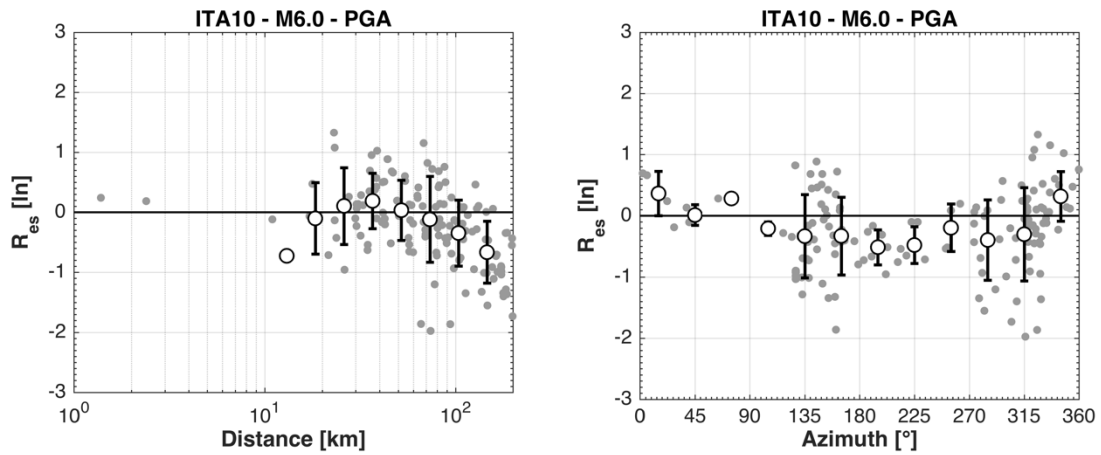 ITA10 - M6.0 - PGA
3
2
1
0
-1
-2
-3
R_es [ln]
10^0
10^1
10^2
Distance [km]
ITA10 - M6.0 - PGA
3
2
1
0
-1
-2
-3
R_es [ln]
0 45 90 135 180 225 270 315 360
Azimuth [°]